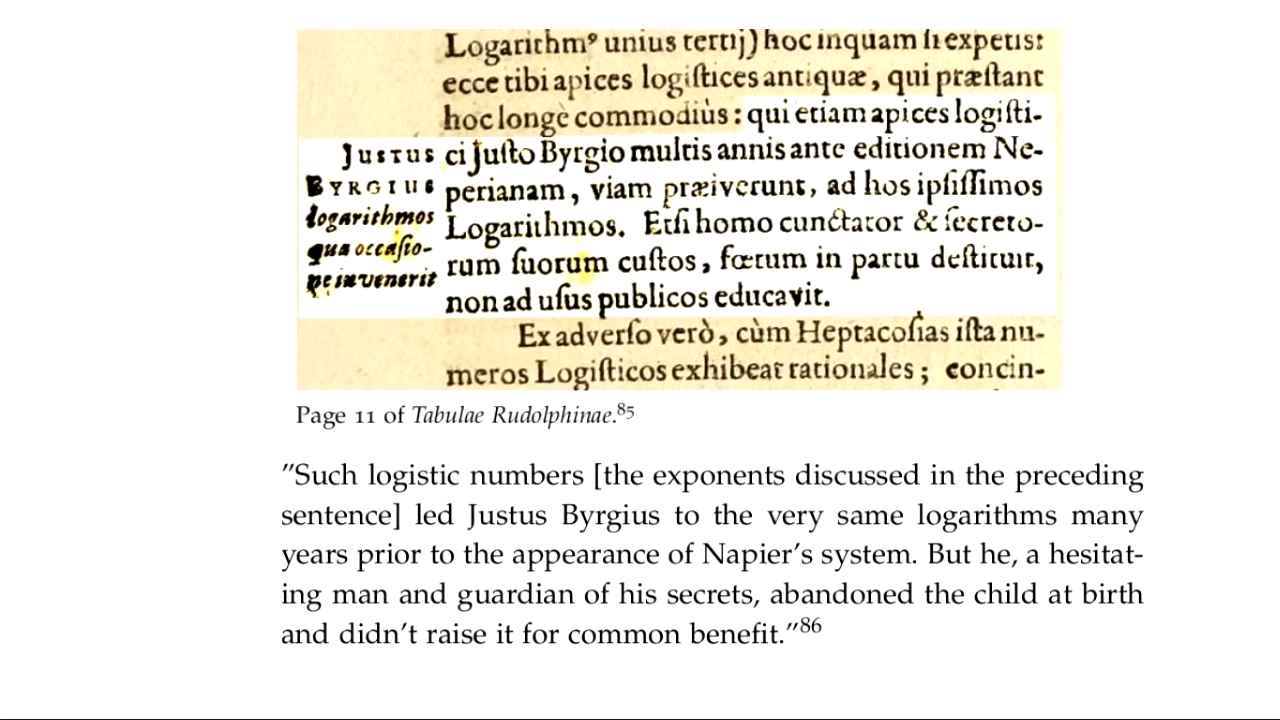 Logarithmꝰ unius tertij) hoc inquam si expetis:
ecce tibi apices logiſtices antiquæ, qui præſtant
hoc longè commodiùs: qui etiam apices logiſti-
JUSTUS ci Juſto Byrgio multis annis ante editionem Ne-
BYRGIUS perianam, viam præiverunt, ad hos ipſiſſimos
logarithmos Logarithmos. Etſi homo cunctator & ſecreto-
qua occaſio- rum ſuorum cuſtos, fœtum in partu deſtituit,
ne invenerit non ad uſus publicos educavit.
Ex adverſo verò, cùm Heptacoſias iſta nu-
meros Logiſticos exhibeat rationales; concin-
Page 11 of Tabulae Rudolphinae.85
"Such logistic numbers [the exponents discussed in the preceding
sentence] led Justus Byrgius to the very same logarithms many
years prior to the appearance of Napier's system. But he, a hesitat-
ing man and guardian of his secrets, abandoned the child at birth
and didn't raise it for common benefit."86